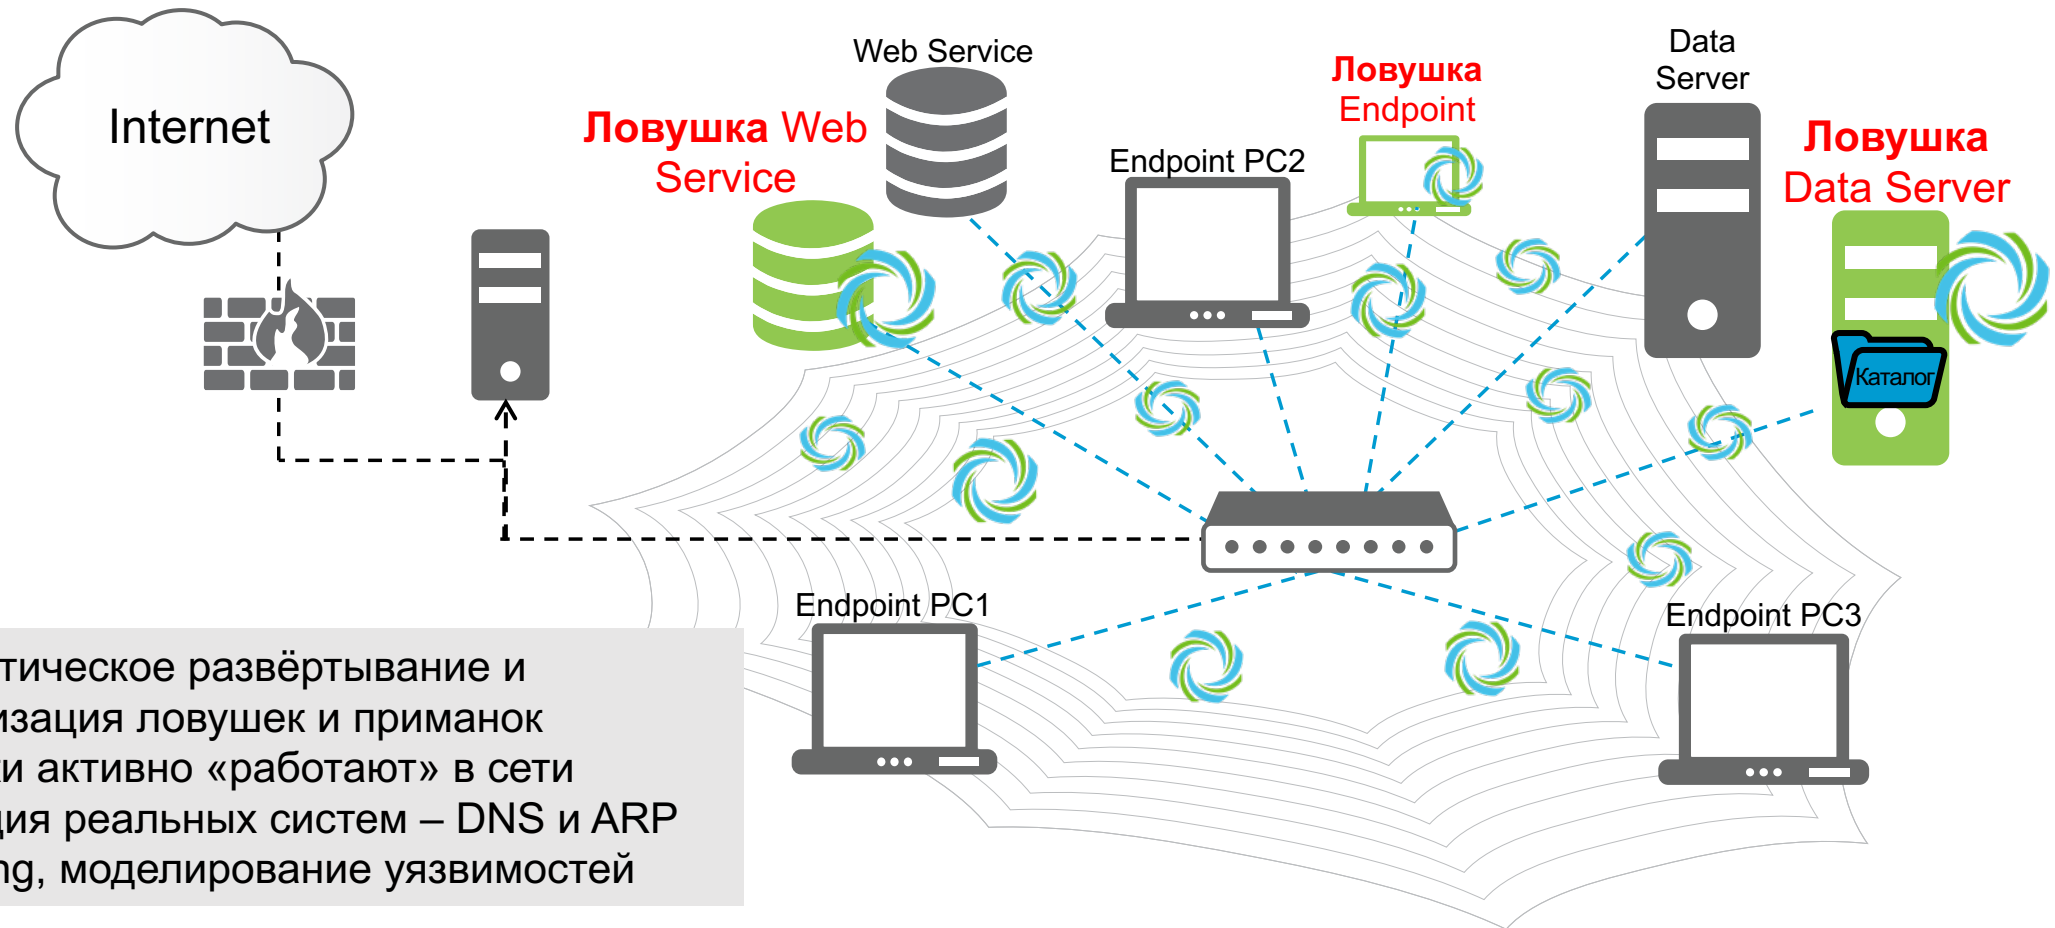 Internet
Web Service
Ловушка Web
Service
Endpoint PC2
Ловушка
Endpoint
Data
Server
Ловушка
Data Server
Каталог
Endpoint PC1
Endpoint PC3
тическое развёртывание и
изация ловушек и приманок
ки активно «работают» в сети
ция реальных систем – DNS и ARP
ng, моделирование уязвимостей